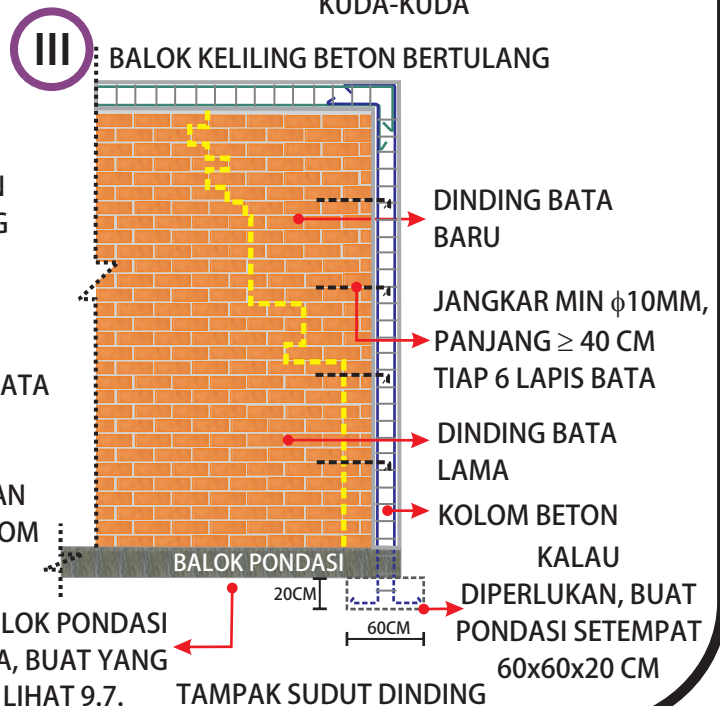 KUDA-KUDA
III
BALOK KELILING BETON BERTULANG
N
G
DINDING BATA
BARU
JANGKAR MIN ϕ10MM,
PANJANG ≥ 40 CM
TIAP 6 LAPIS BATA
ATA
DINDING BATA
LAMA
AN
OM
KOLOM BETON
BALOK PONDASI
20CM
60CM
KALAU
DIPERLUKAN, BUAT
PONDASI SETEMPAT
60x60x20 CM
LOK PONDASI
A, BUAT YANG
LIHAT 9.7.
TAMPAK SUDUT DINDING